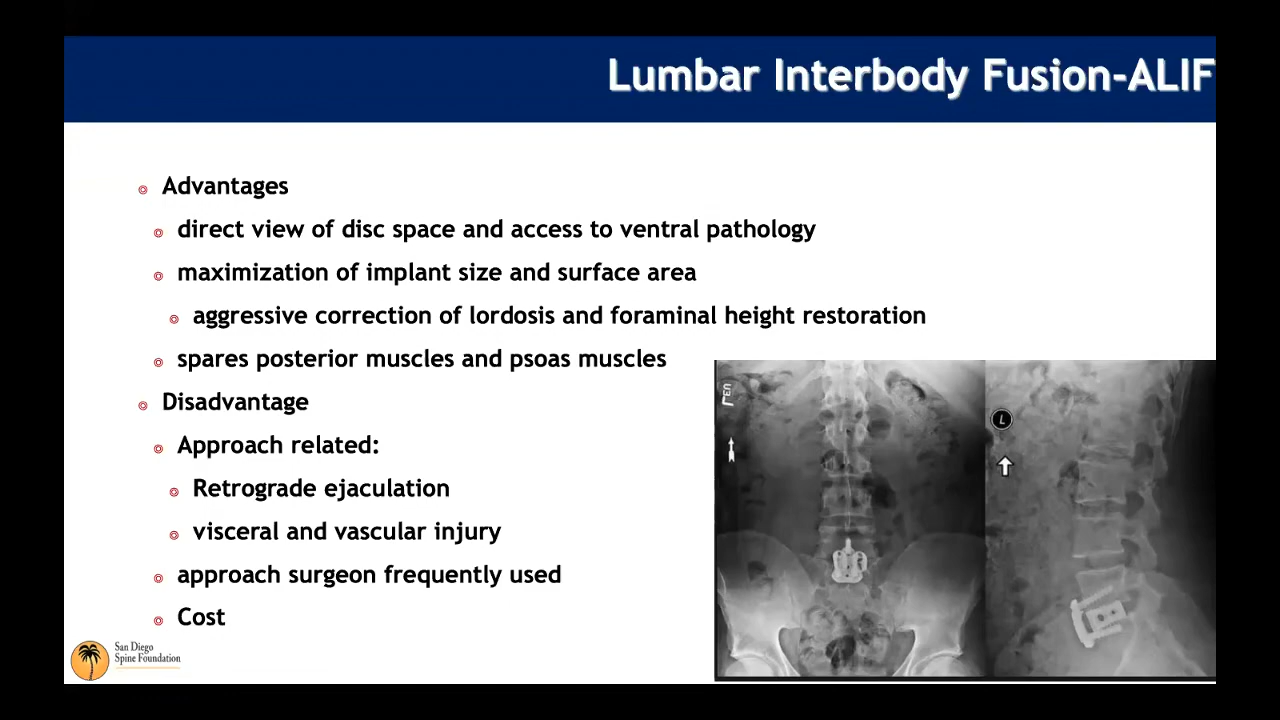 Lumbar Interbody Fusion-ALIF
Advantages
direct view of disc space and access to ventral pathology
maximization of implant size and surface area
aggressive correction of lordosis and foraminal height restoration
spares posterior muscles and psoas muscles
Disadvantage
Approach related:
Retrograde ejaculation
visceral and vascular injury
approach surgeon frequently used
Cost
L
San Diego
Spine Foundation